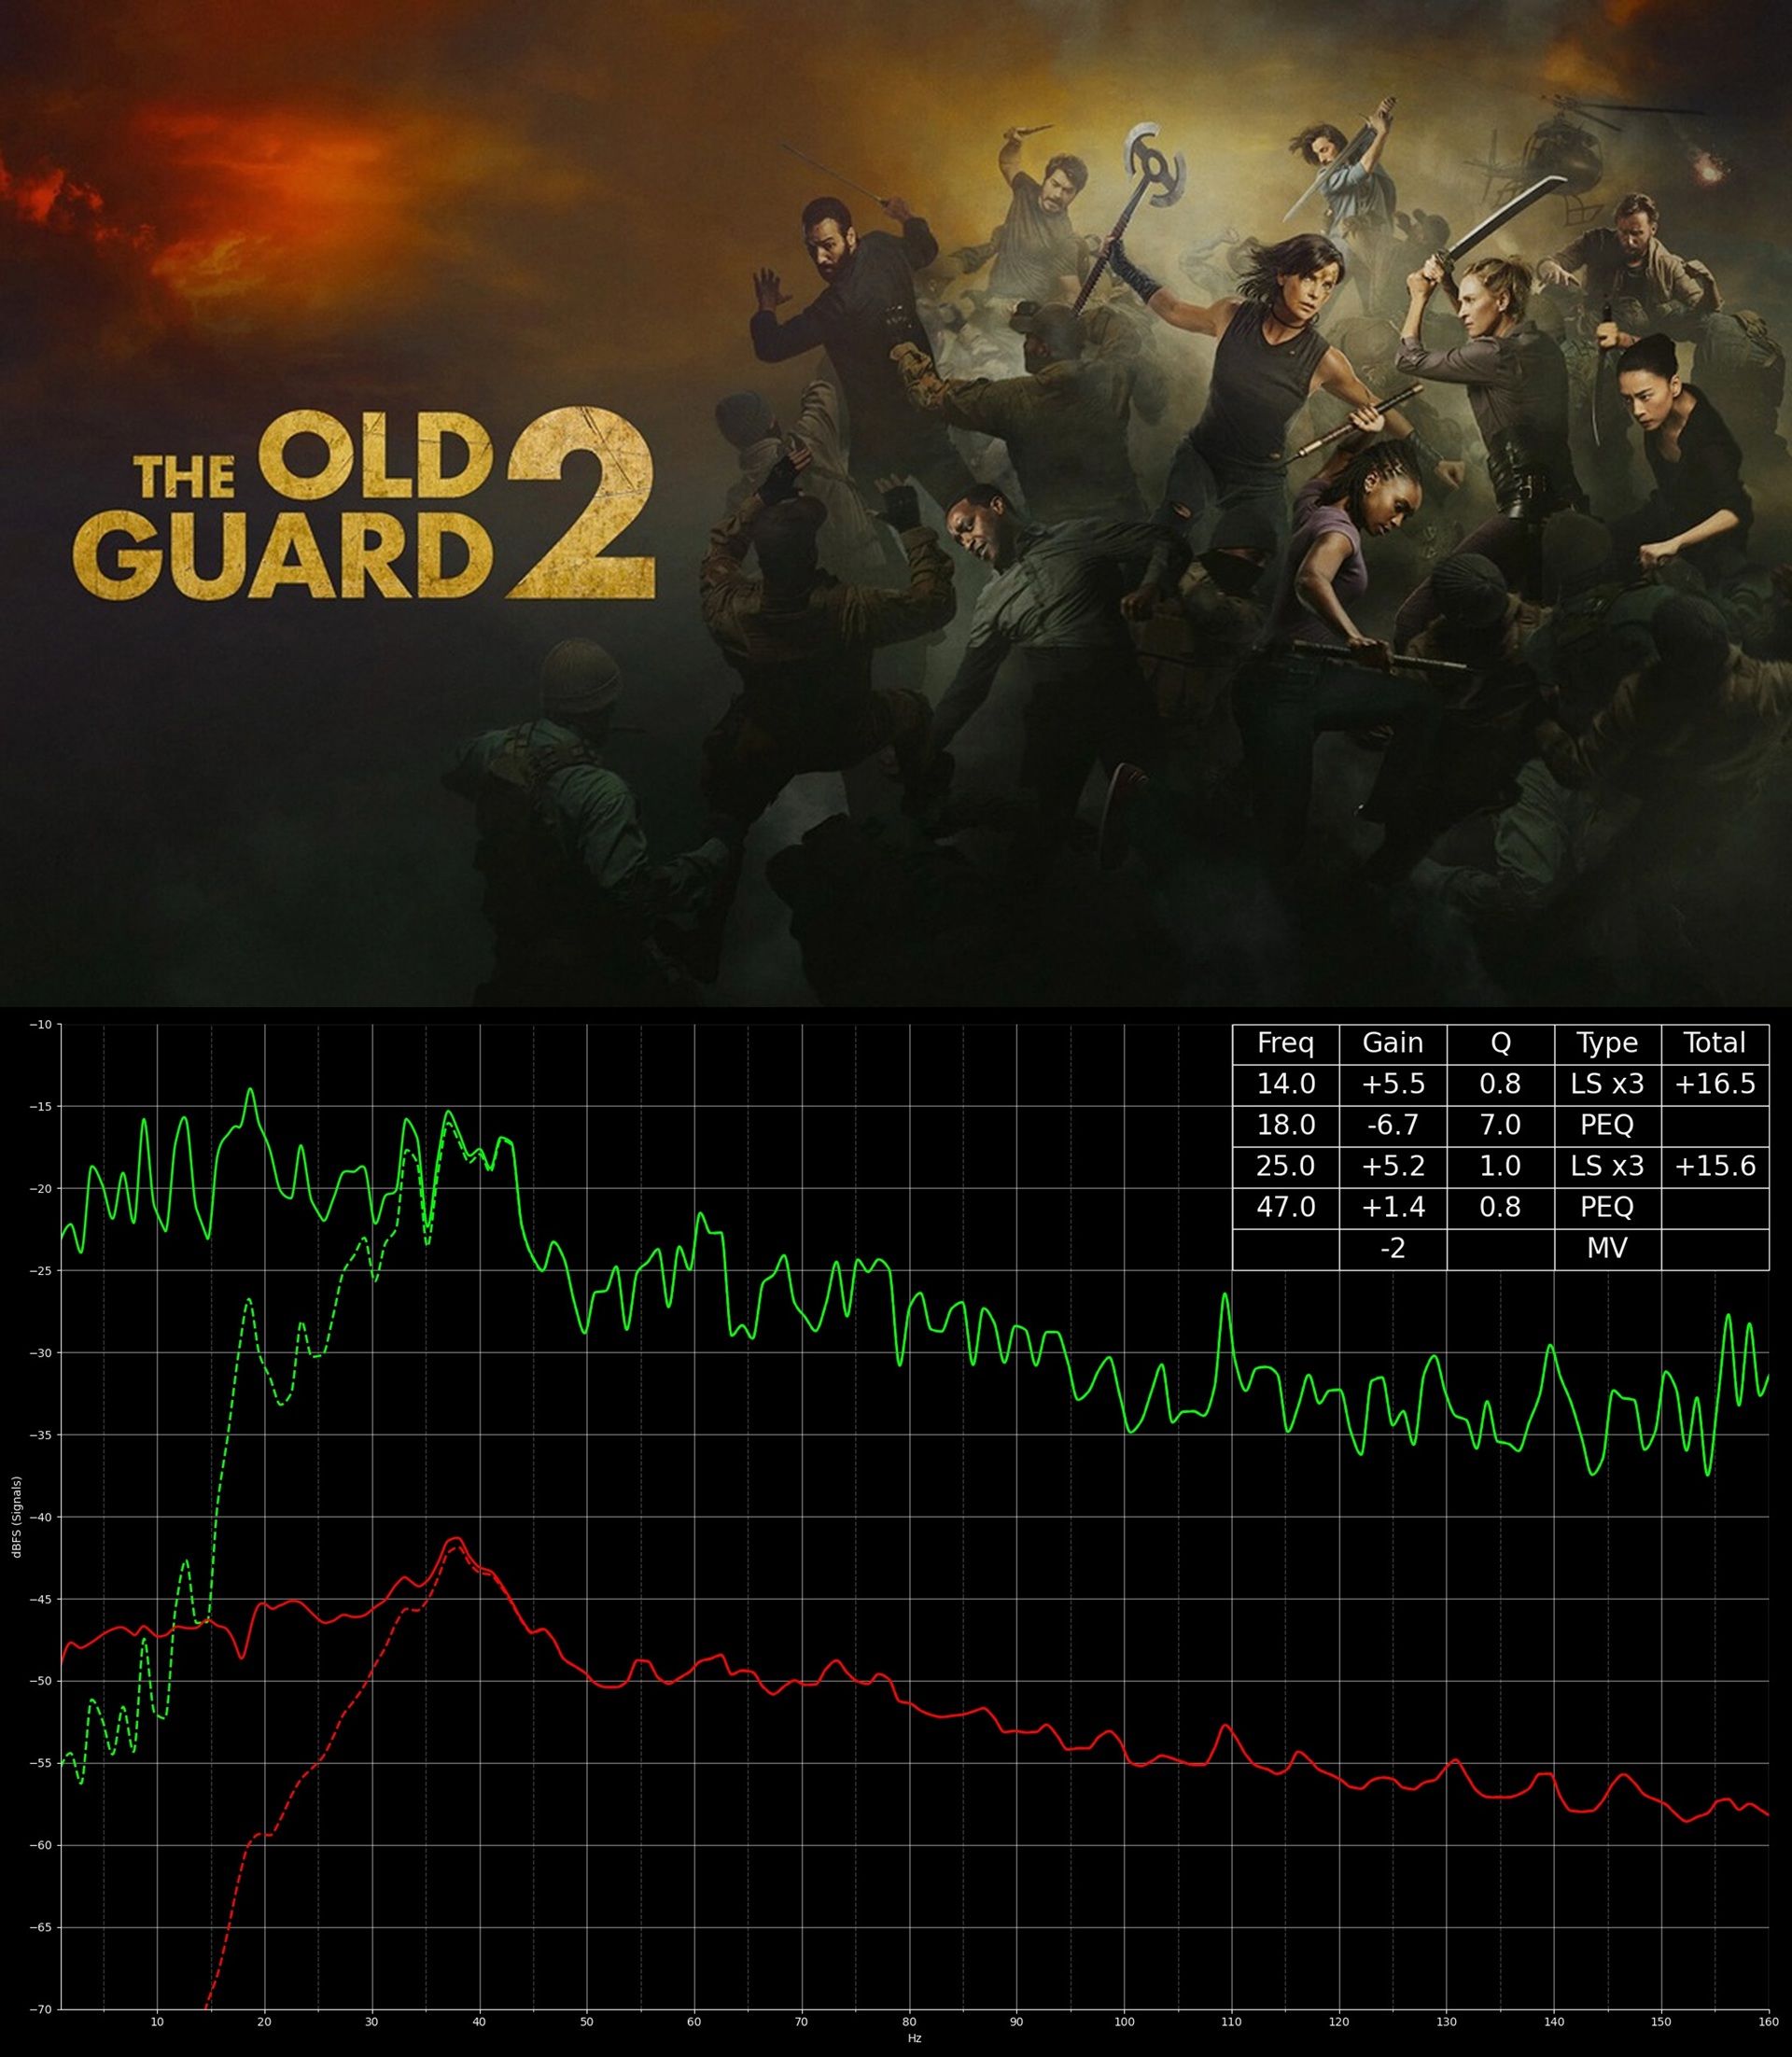 THE OLD
GUARD 2
Freq Gain Q Type Total
14.0 +5.5 0.8 LS x3 +16.5
18.0 -6.7 7.0 PEQ
25.0 +5.2 1.0 LS x3 +15.6
47.0 +1.4 0.8 PEQ
-2 MV
−10
−15
−20
−25
−30
−35
−40
−45
−50
−55
−60
−65
−70
dBFS (Signals)
10 20 30 40 50 60 70 80 90 100 110 120 130 140 150 160
Hz